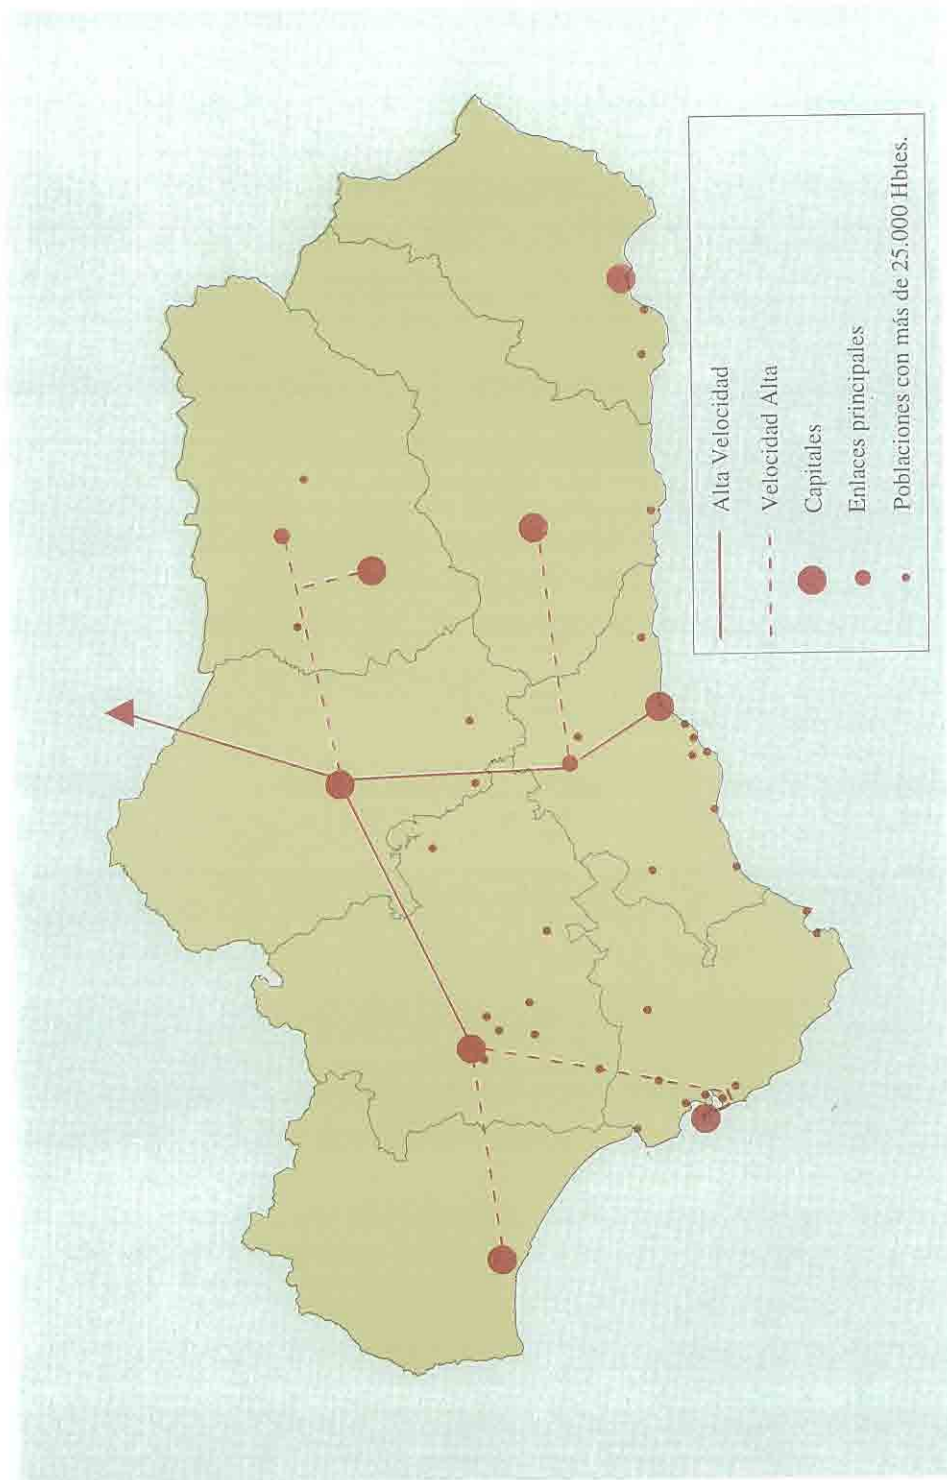 Alta Velocidad
Velocidad Alta
Capitales
Enlaces principales
Poblaciones con más de 25.000 Hbtes.